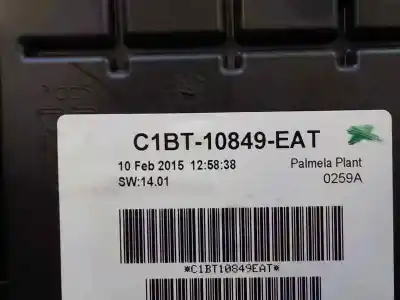 C1BT-10849-EAT
10 Feb 2015 12:58:38 Palmela Plant
SW:14.01 0259A
*C1BT10849EAT*